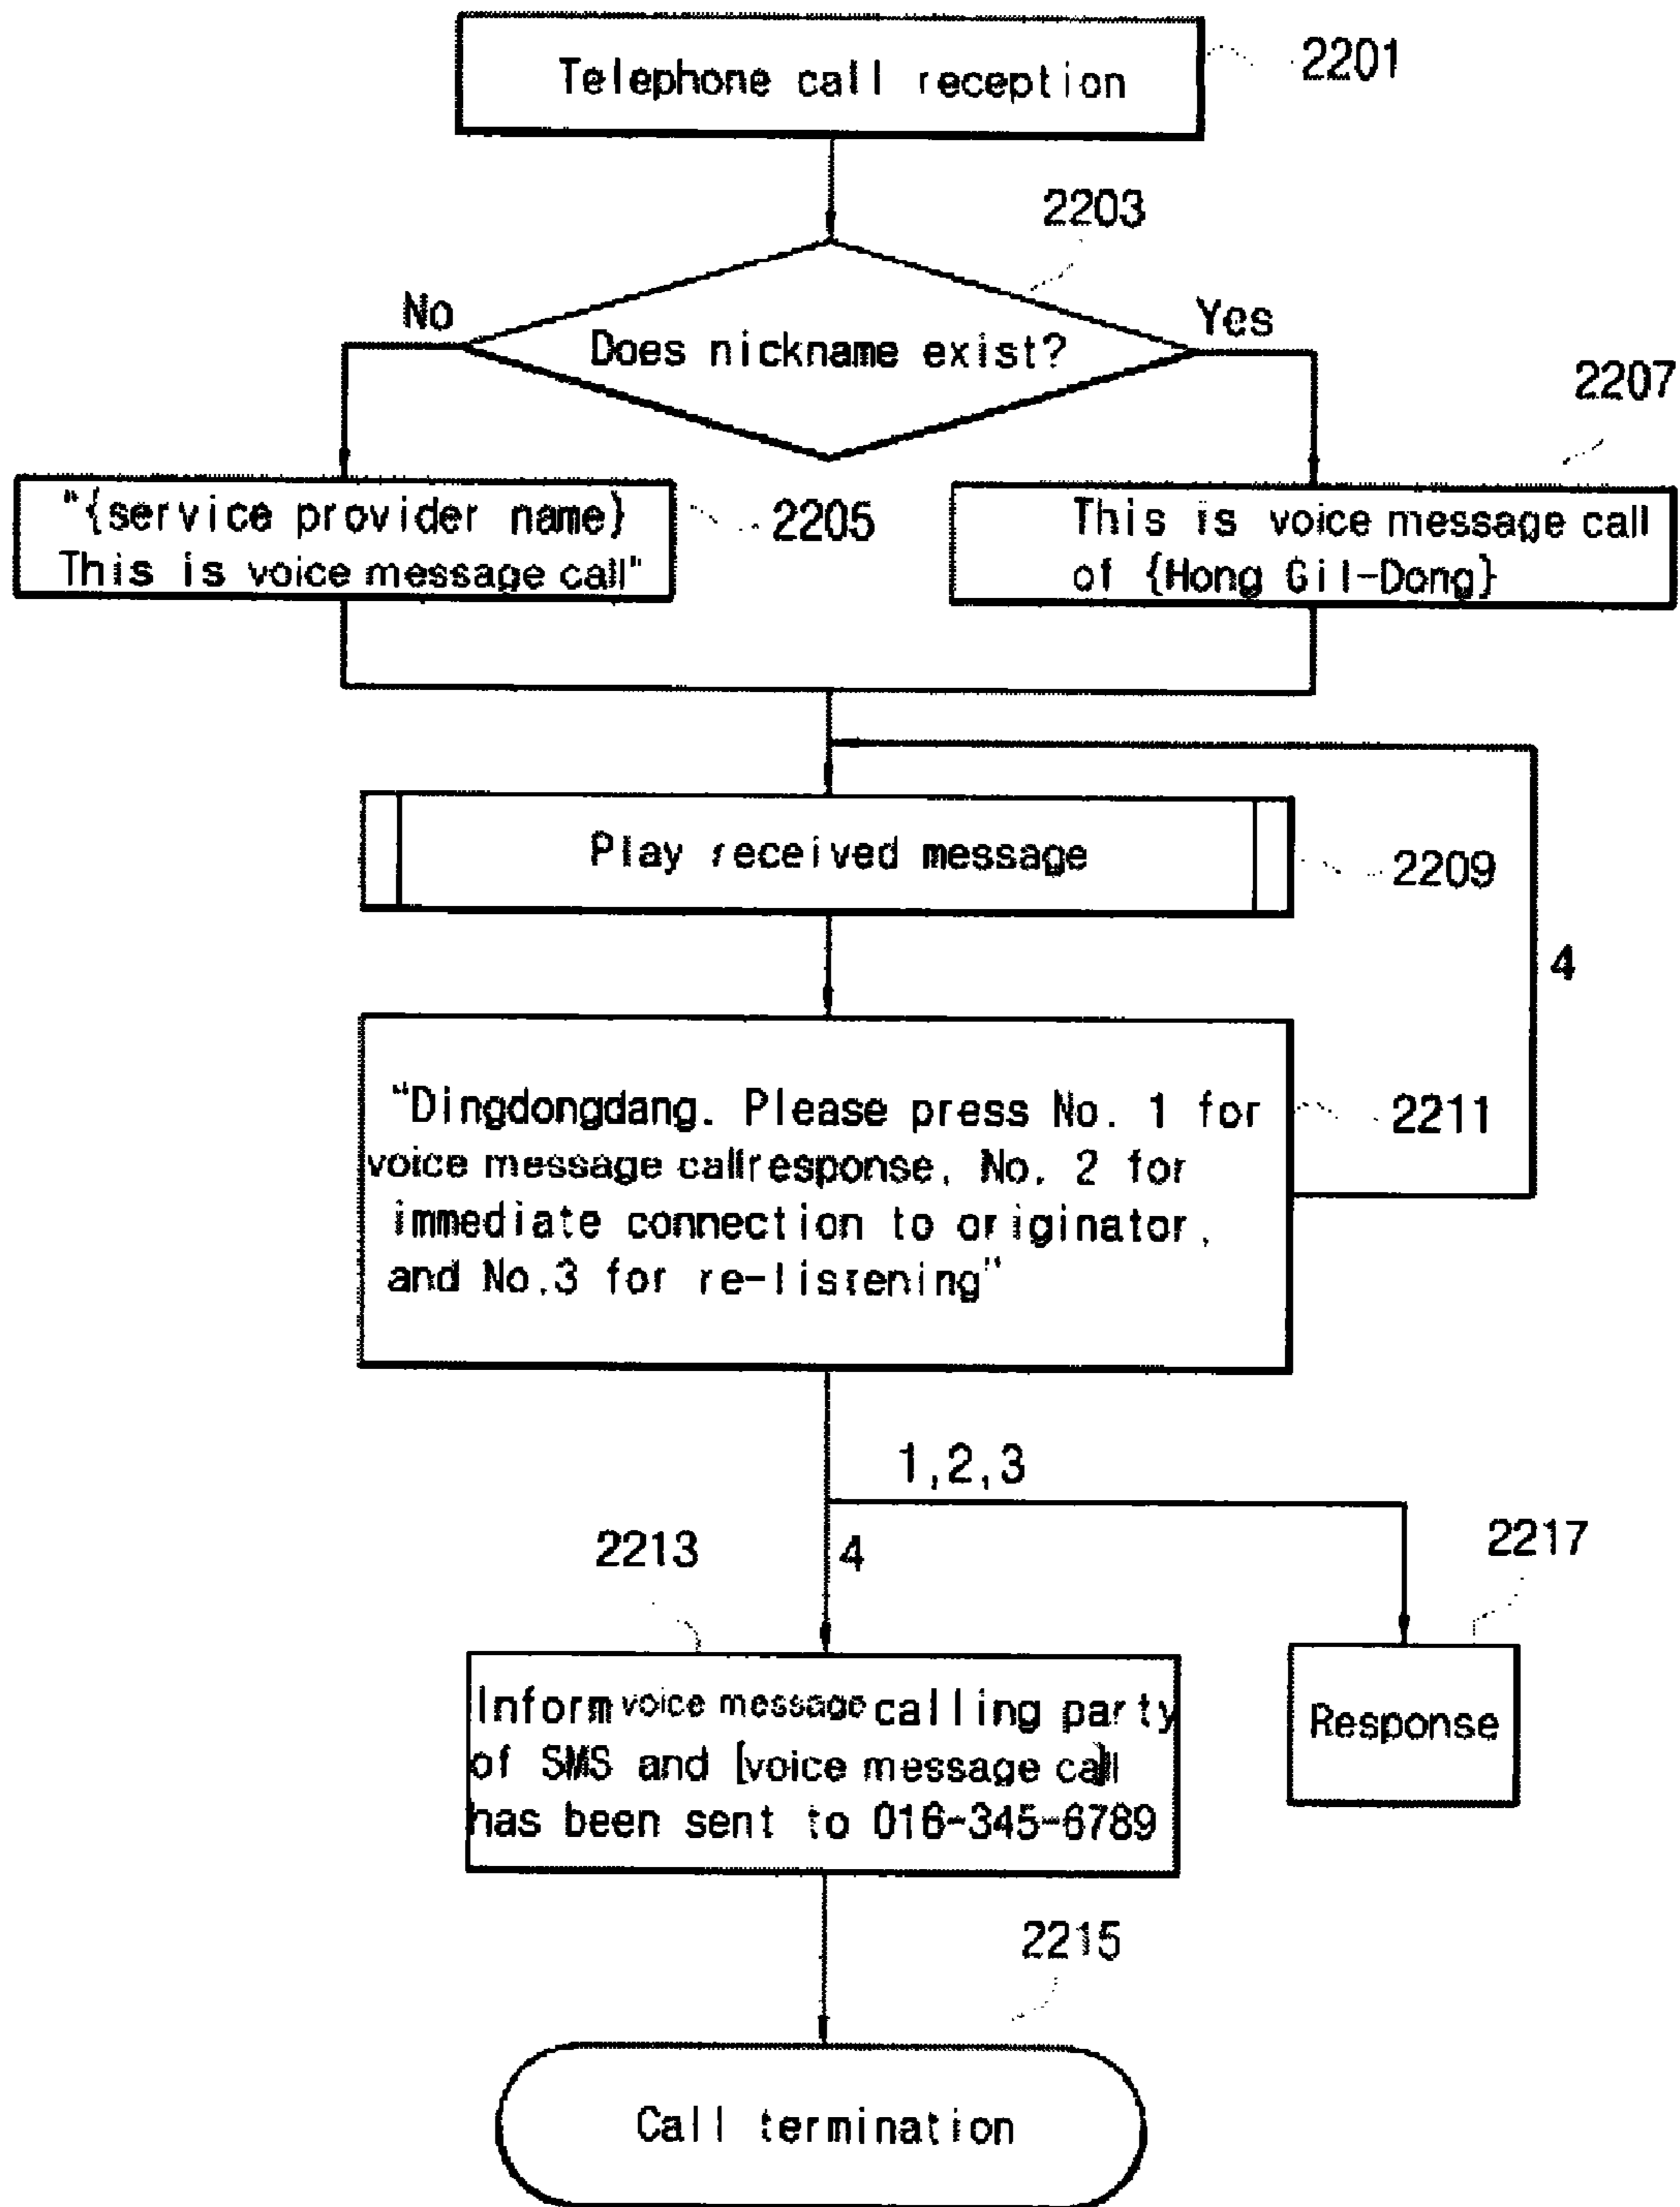 Telephone call reception
2201
2203
No
Does nickname exist?
Yes
2207
"{service provider name}
This is voice message call"
2205
This is voice message call
of {Hong Gil-Dong}
Play received message
2209
4
"Dingdongdang. Please press No. 1 for
voice message callresponse, No. 2 for
immediate connection to originator,
and No.3 for re-listening"
2211
1,2,3
2213
4
2217
Inform voice message calling party
of SMS and [voice message call]
has been sent to 016-345-6789
Response
2215
Call termination